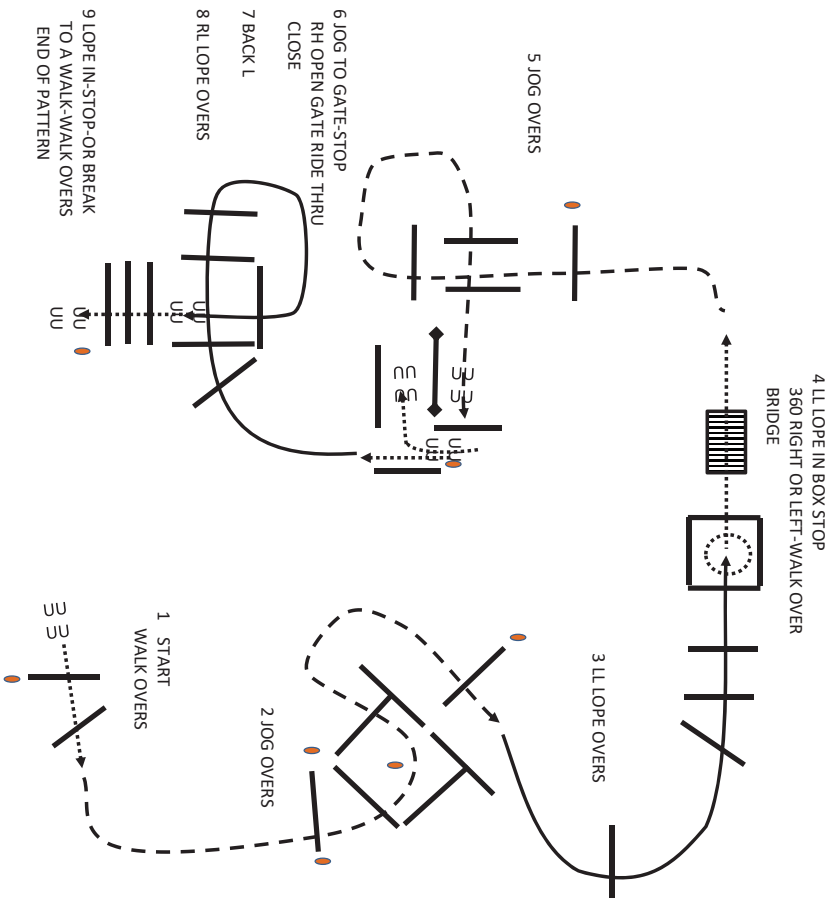 1 START
WALK OVERS
2 JOG OVERS
3 LL LOPE OVERS
4 LL LOPE IN BOX STOP
360 RIGHT OR LEFT-WALK OVER
BRIDGE
5 JOG OVERS
6 JOG TO GATE-STOP
RH OPEN GATE RIDE THRU
CLOSE
7 BACK L
8 RL LOPE OVERS
9 LOPE IN-STOP-OR BREAK
TO A WALK-WALK OVERS
END OF PATTERN